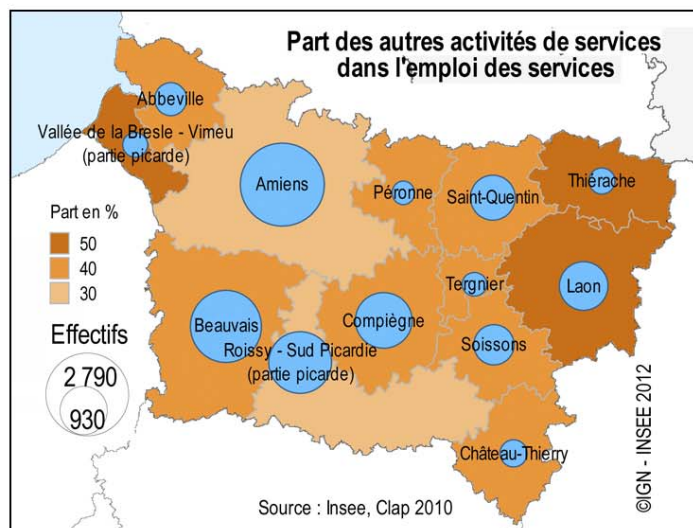 Part des autres activités de services
dans l'emploi des services
Abbeville
Vallée de la Bresle - Vimeu
(partie picarde)
Amiens
Péronne
Saint-Quentin
Thiérache
Part en %
50
40
30
Tergnier
Laon
Effectifs
2 790
930
Beauvais
Compiègne
Roissy - Sud Picardie
(partie picarde)
Soissons
Château-Thierry
Source : Insee, Clap 2010
©IGN - INSEE 2012